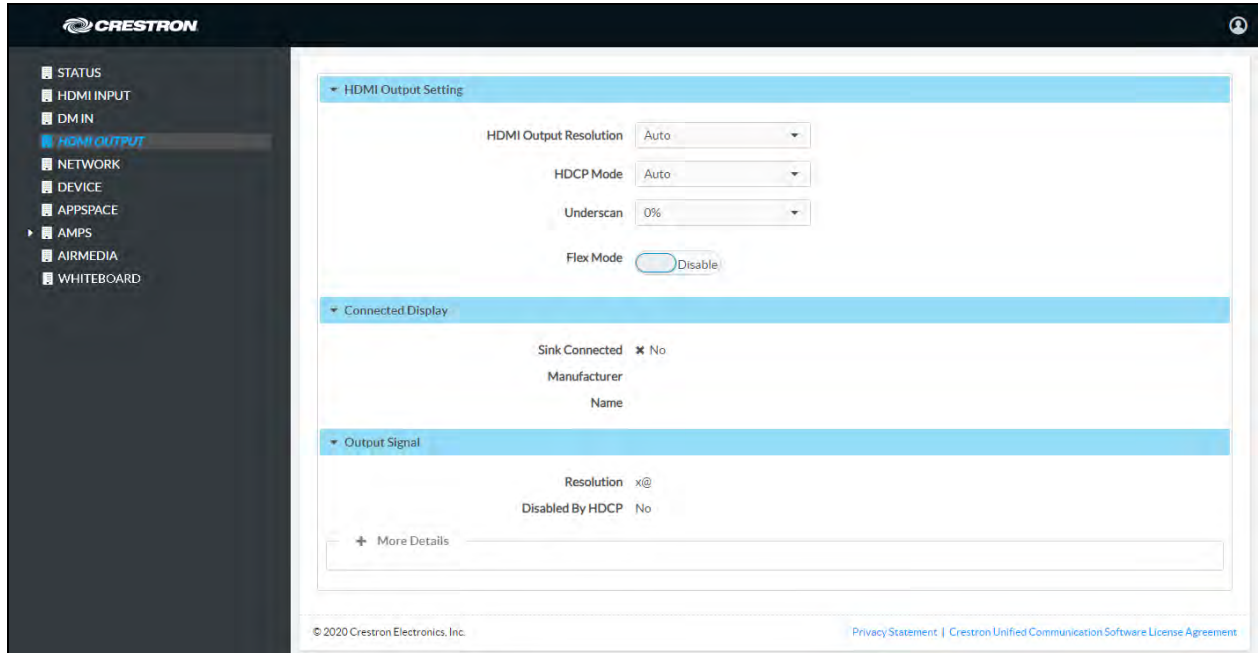 CRESTRON
STATUS
HDMI INPUT
DM IN
HDMI OUTPUT
NETWORK
DEVICE
APPSPACE
AMPS
AIRMEDIA
WHITEBOARD
HDMI Output Setting
HDMI Output Resolution Auto
HDCP Mode Auto
Underscan 0%
Flex Mode Disable
Connected Display
Sink Connected ✖ No
Manufacturer
Name
Output Signal
Resolution x@
Disabled By HDCP No
+ More Details
© 2020 Crestron Electronics, Inc.
Privacy Statement | Crestron Unified Communication Software License Agreement